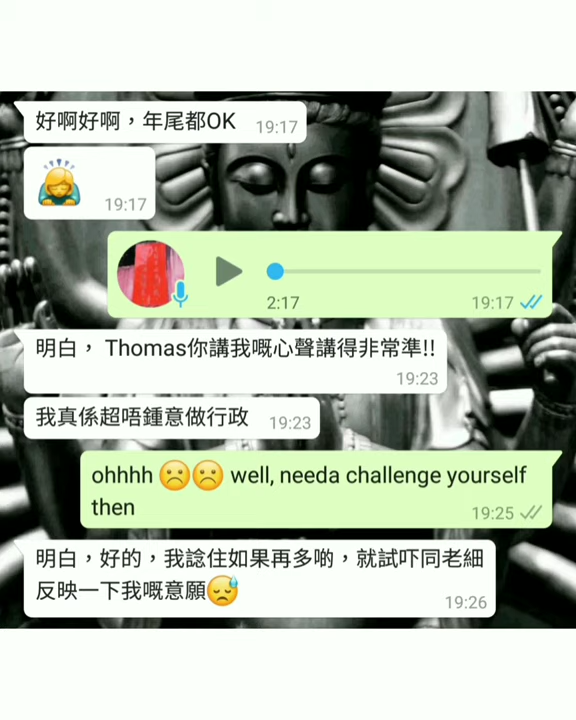 好啊好啊，年尾都OK 19:17
19:17
2:17 19:17
明白， Thomas你講我嘅心聲講得非常準!!
19:23
我真係超唔鍾意做行政 19:23
ohhhh ☹️☹️ well, needa challenge yourself
then 19:25
明白，好的，我諗住如果再多啲，就試吓同老細
反映一下我嘅意願😓
19:26